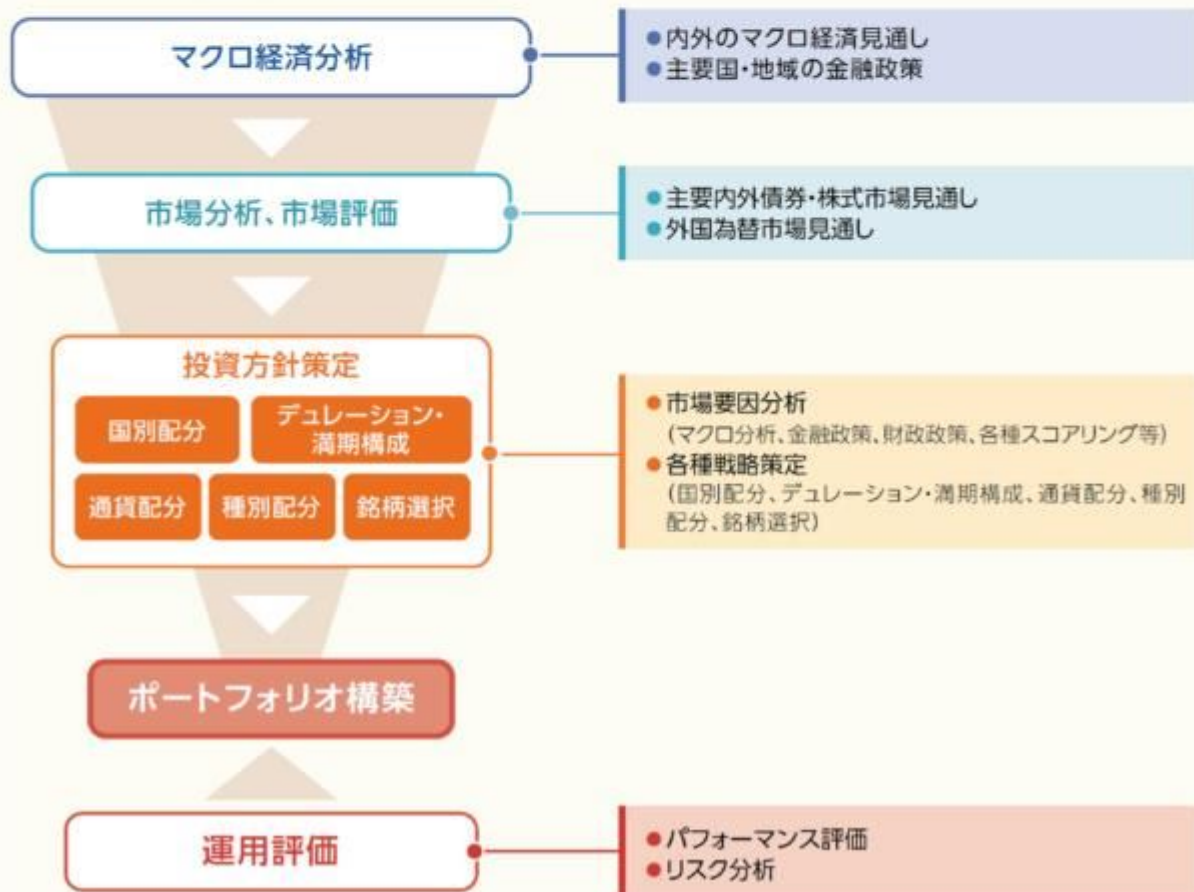 マクロ経済分析
●内外のマクロ経済見通し
●主要国・地域の金融政策
市場分析、市場評価
●主要内外債券・株式市場見通し
●外国為替市場見通し
投資方針策定
国別配分
デュレーション・
満期構成
通貨配分
種別配分
銘柄選択
●市場要因分析
(マクロ分析、金融政策、財政政策、各種スコアリング等)
●各種戦略策定
(国別配分、デュレーション・満期構成、通貨配分、種別
配分、銘柄選択)
ポートフォリオ構築
運用評価
●パフォーマンス評価
●リスク分析